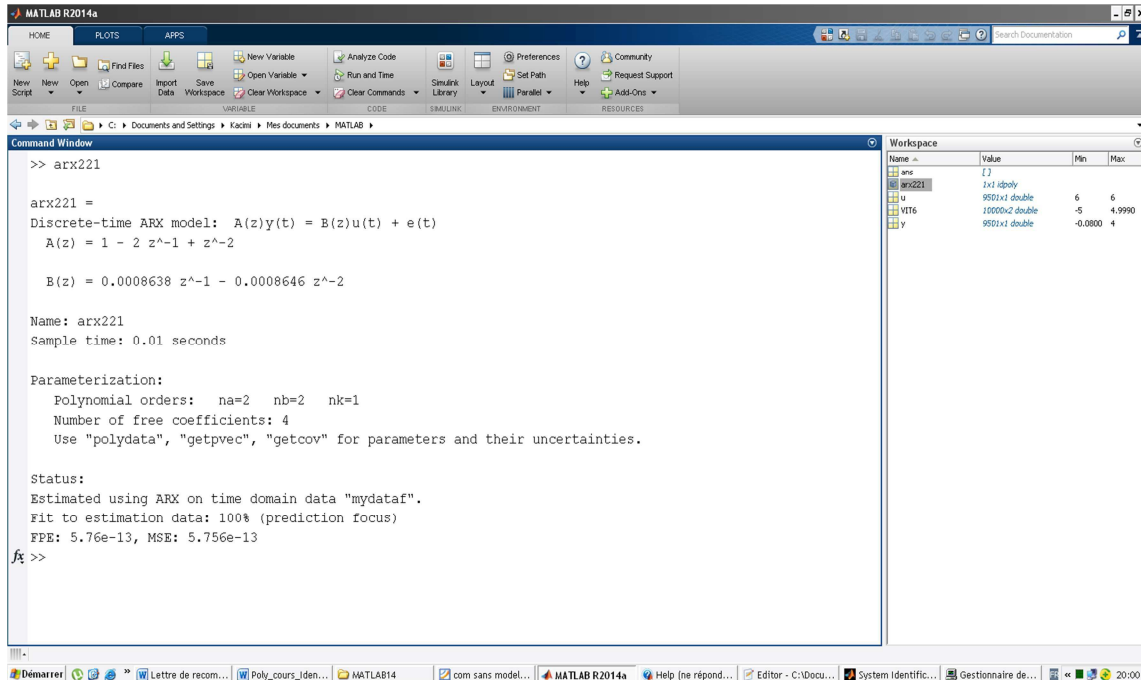 MATLAB R2014a
HOME PLOTS APPS Search Documentation
New Script New Open Find Files Compare Import Data Save Workspace New Variable Open Variable Clear Workspace Analyze Code Run and Time Clear Commands Simulink Library Layout Preferences Set Path Parallel Help Community Request Support Add-Ons
FILE VARIABLE CODE SIMULINK ENVIRONMENT RESOURCES
C: Documents and Settings Kacimi Mes documents MATLAB
Command Window
>> arx221
arx221 =
Discrete-time ARX model: A(z)y(t) = B(z)u(t) + e(t)
A(z) = 1 - 2 z^-1 + z^-2
B(z) = 0.0008638 z^-1 - 0.0008646 z^-2
Name: arx221
Sample time: 0.01 seconds
Parameterization:
Polynomial orders: na=2 nb=2 nk=1
Number of free coefficients: 4
Use "polydata", "getpvec", "getcov" for parameters and their uncertainties.
Status:
Estimated using ARX on time domain data "mydataf".
Fit to estimation data: 100% (prediction focus)
FPE: 5.76e-13, MSE: 5.756e-13
fx >>
Workspace
Name Value Min Max
ans [ ]
arx221 1x1 idpoly
u 9501x1 double 6 6
VIT6 10000x2 double -5 4.9990
y 9501x1 double -0.0800 4
Démarrer Lettre de recom... Poly_cours_Iden... MATLAB14 com sans model... MATLAB R2014a Help (ne répond... Editor - C:\Docu... System Identific... Gestionnaire de... 20:00